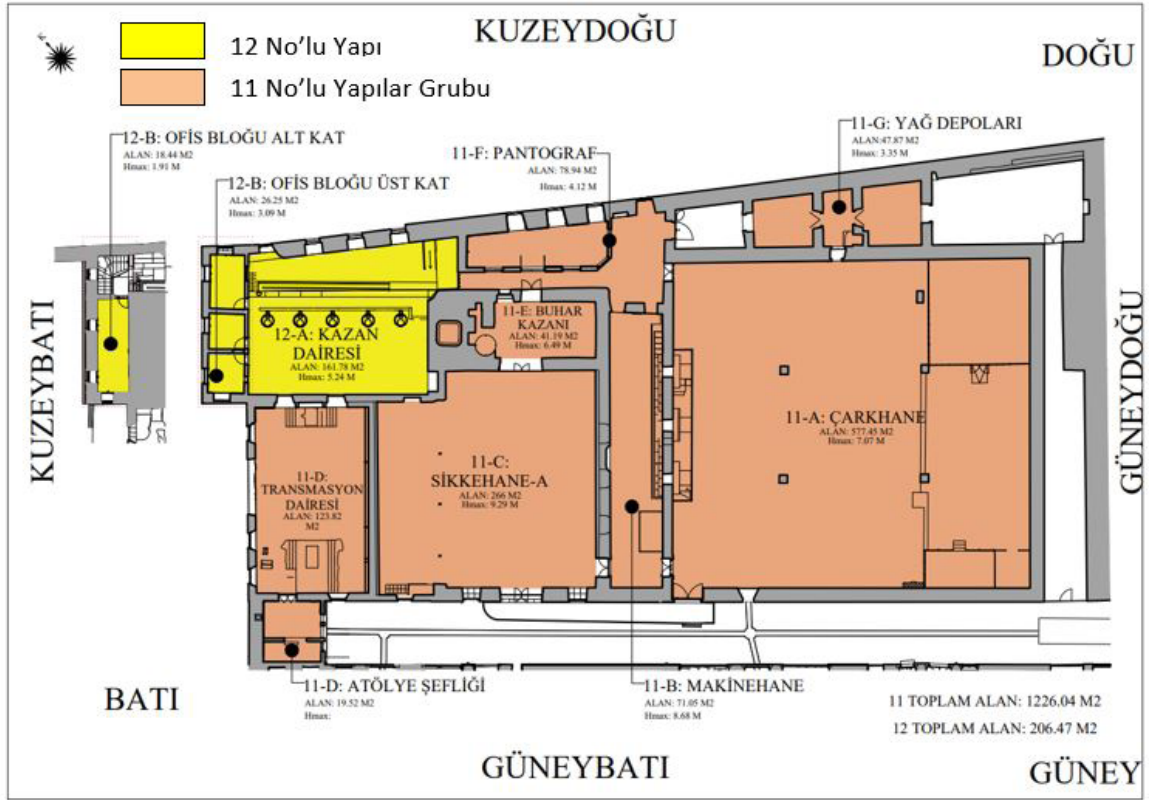 KUZEYDOĞU
DOĞU
12 No'lu Yapı
11 No'lu Yapılar Grubu
12-B: OFİS BLOĞU ALT KAT
ALAN: 18.44 M2
Hmax: 1.91 M
12-B: OFİS BLOĞU ÜST KAT
ALAN: 26.25 M2
Hmax: 3.09 M
11-F: PANTOGRAF
ALAN: 78.94 M2
Hmax: 4.12 M
11-G: YAĞ DEPOLARI
ALAN:47.87 M2
Hmax: 3.35 M
KUZEYBATI
12-A: KAZAN
DAİRESİ
ALAN: 161.78 M2
Hmax: 5.24 M
11-E: BUHAR
KAZANI
ALAN: 41.19 M2
Hmax: 6.49 M
11-A: ÇARKHANE
ALAN: 577.45 M2
Hmax: 7.07 M
GÜNEYDOĞU
11-C:
SİKKEHANE-A
ALAN: 266 M2
Hmax: 9.29 M
11-D:
TRANSMASYON
DAİRESİ
ALAN: 123.82
M2
11-D: ATÖLYE ŞEFLİĞİ
ALAN: 19.52 M2
Hmax:
11-B: MAKİNEHANE
ALAN: 71.05 M2
Hmax: 8.68 M
BATI
11 TOPLAM ALAN: 1226.04 M2
12 TOPLAM ALAN: 206.47 M2
GÜNEYBATI
GÜNEY